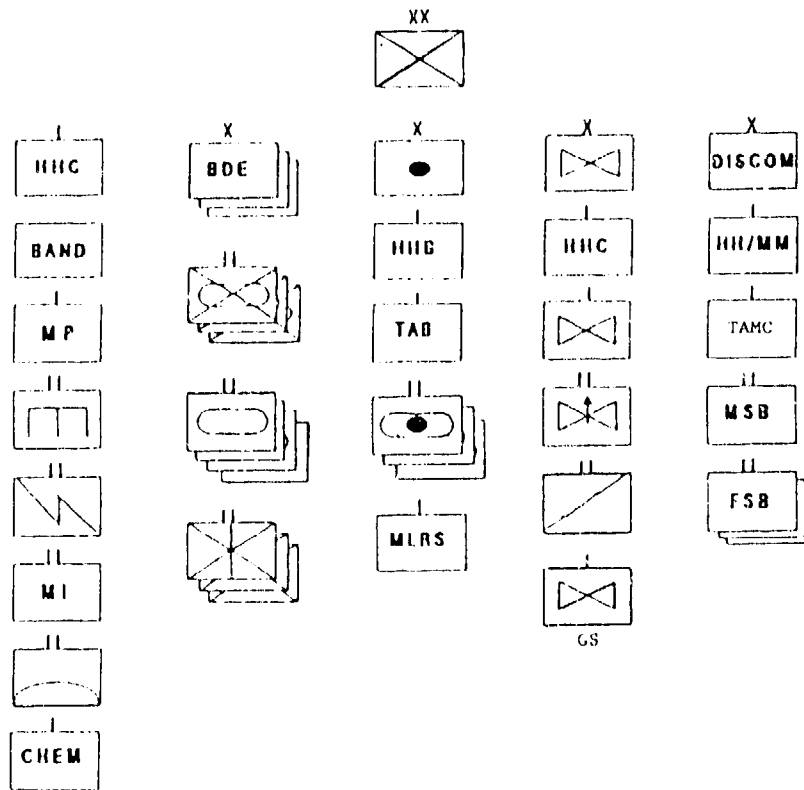 XX
I
HHC
BAND
I
MP
II
II
II
MI
II
I
CHEM
X
BDE
II
II
II
X
I
HHB
I
TAB
II
I
MLRS
X
I
HHC
I
II
II
I
GS
X
DISCOM
I
HH/MM
I
TAMC
II
MSB
II
FSB